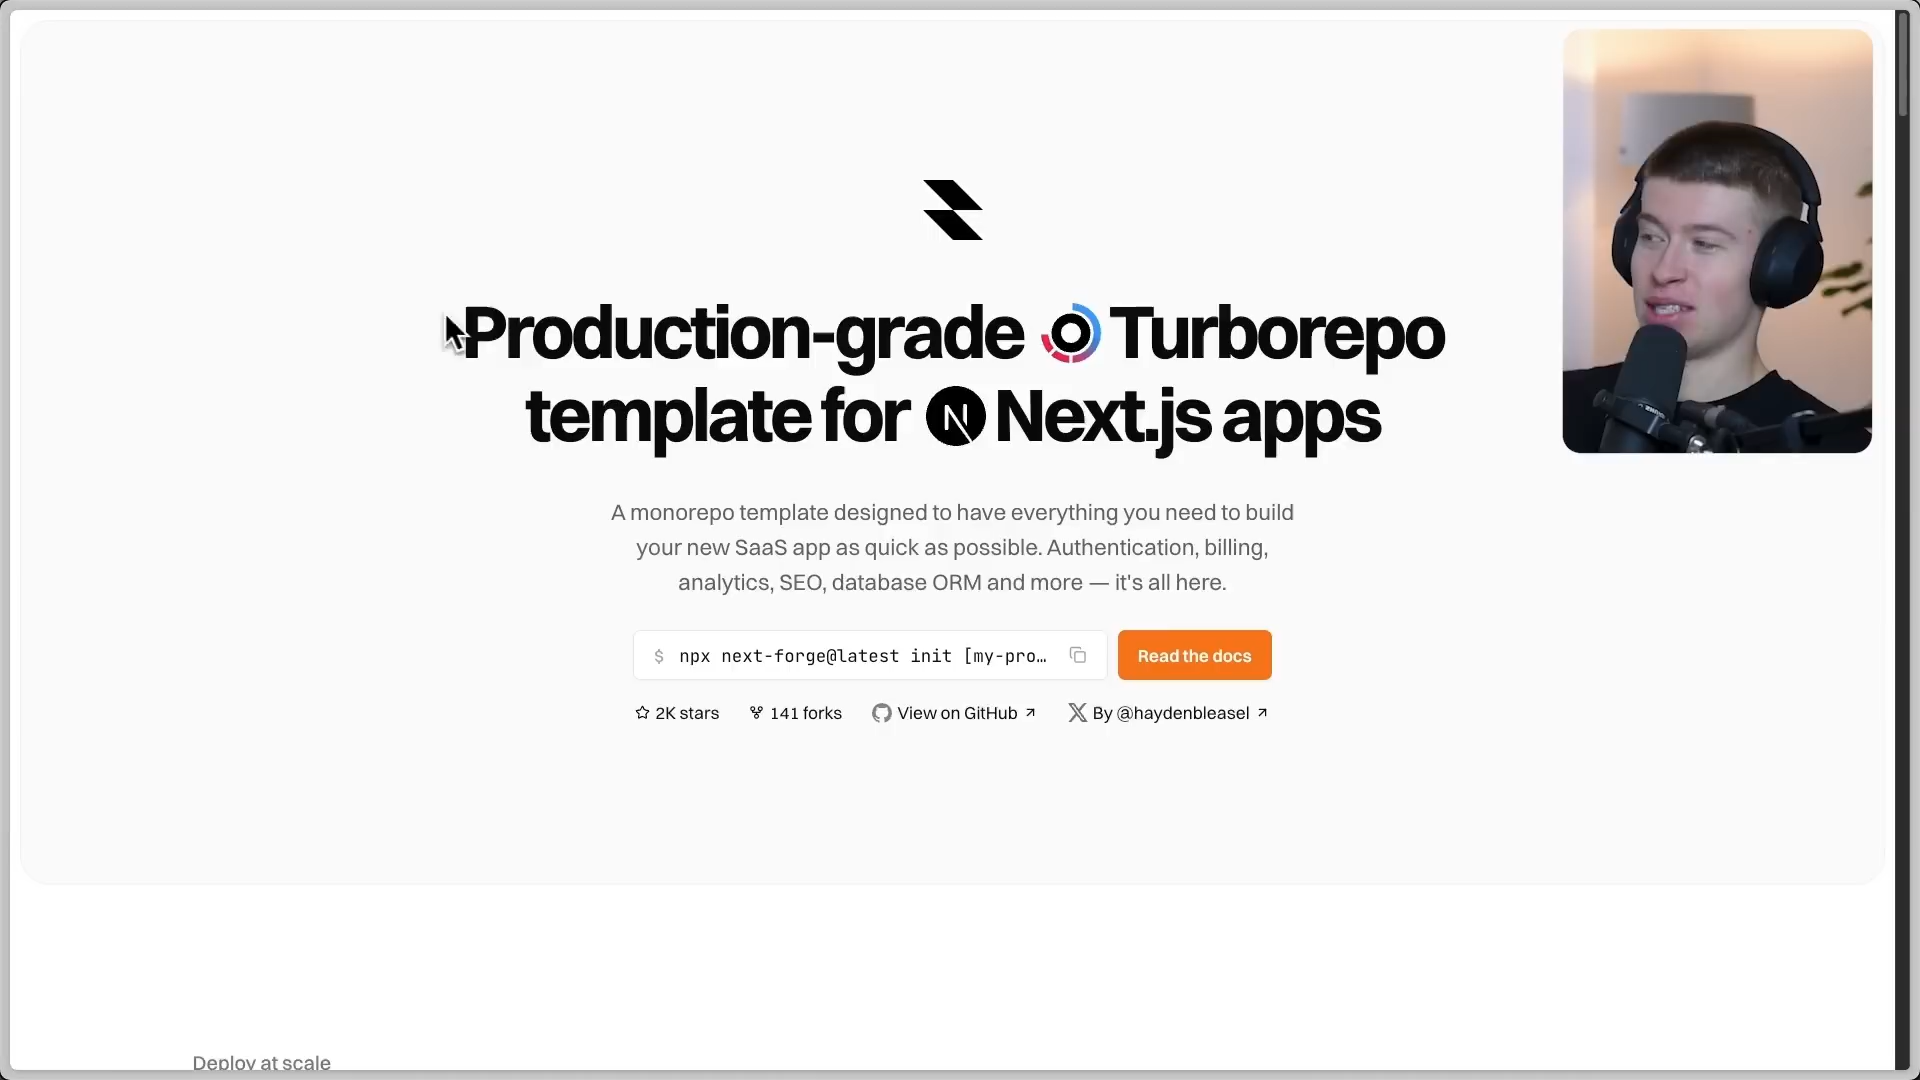 Production-grade Turborepo
template for Next.js apps
A monorepo template designed to have everything you need to build
your new SaaS app as quick as possible. Authentication, billing,
analytics, SEO, database ORM and more — it's all here.
$ npx next-forge@latest init [my-pro…
Read the docs
2K stars 141 forks View on GitHub ↗ By @haydenbleasel ↗
Deploy at scale